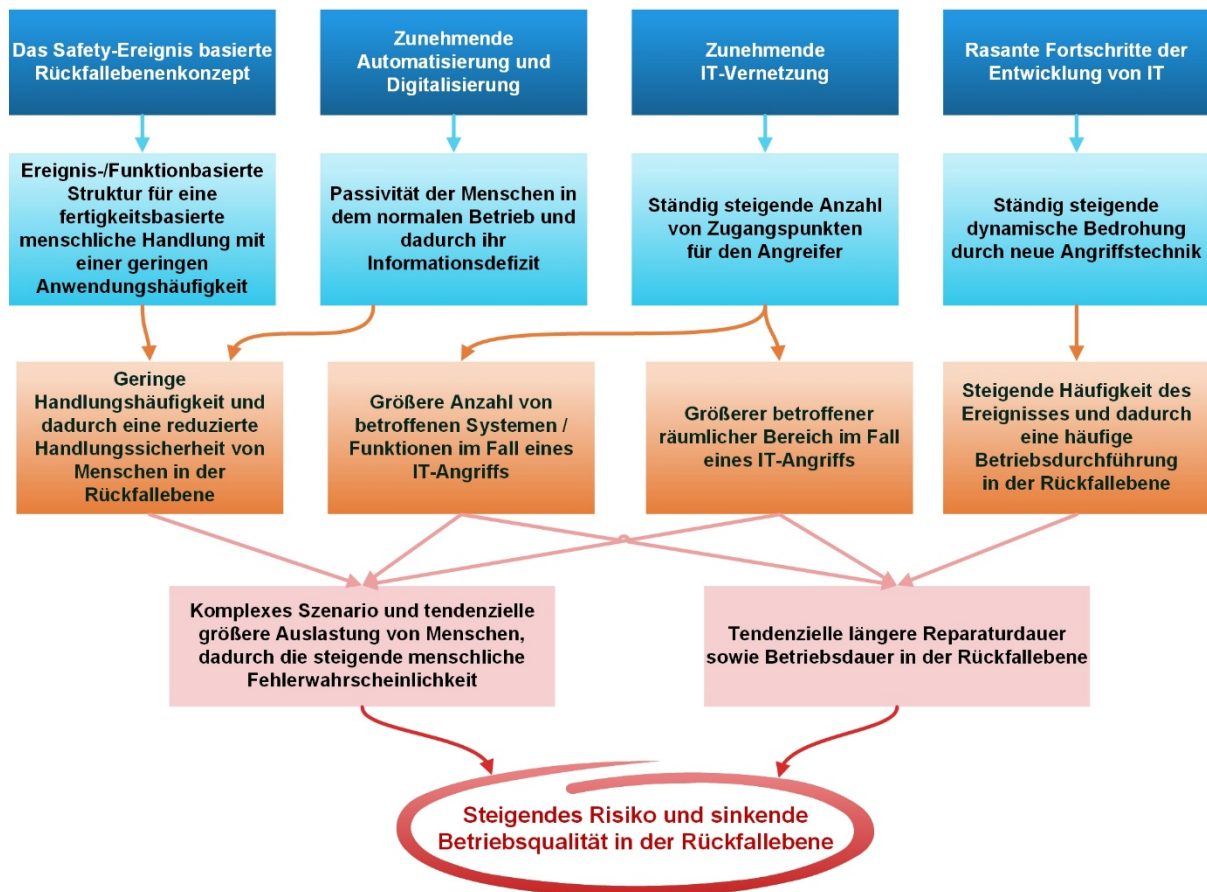 Das Safety-Ereignis basierte
Rückfallebenenkonzept
Zunehmende
Automatisierung und
Digitalisierung
Zunehmende
IT-Vernetzung
Rasante Fortschritte der
Entwicklung von IT
Ereignis-/Funktionbasierte
Struktur für eine
fertigkeitsbasierte
menschliche Handlung mit
einer geringen
Anwendungshäufigkeit
Passivität der Menschen in
dem normalen Betrieb und
dadurch ihr
Informationsdefizit
Ständig steigende Anzahl
von Zugangspunkten
für den Angreifer
Ständig steigende
dynamische Bedrohung
durch neue Angriffstechnik
Geringe
Handlungshäufigkeit und
dadurch eine reduzierte
Handlungssicherheit von
Menschen in der
Rückfallebene
Größere Anzahl von
betroffenen Systemen /
Funktionen im Fall eines
IT-Angriffs
Größerer betroffener
räumlicher Bereich im Fall
eines IT-Angriffs
Steigende Häufigkeit des
Ereignisses und dadurch
eine häufige
Betriebsdurchführung
in der Rückfallebene
Komplexes Szenario und tendenzielle
größere Auslastung von Menschen,
dadurch die steigende menschliche
Fehlerwahrscheinlichkeit
Tendenzielle längere Reparaturdauer
sowie Betriebsdauer in der Rückfallebene
Steigendes Risiko und sinkende
Betriebsqualität in der Rückfallebene